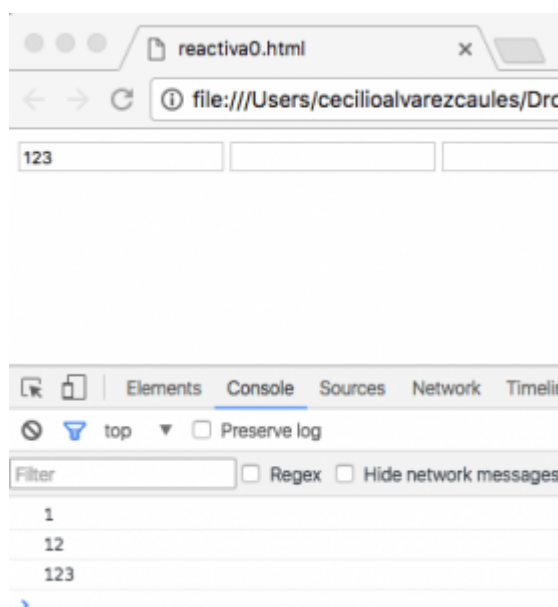 reactiva0.html
file:///Users/cecilioalvarezcaules/Dro
123
Elements Console Sources Network Timelin
top Preserve log
Filter Regex Hide network messages
1
12
123